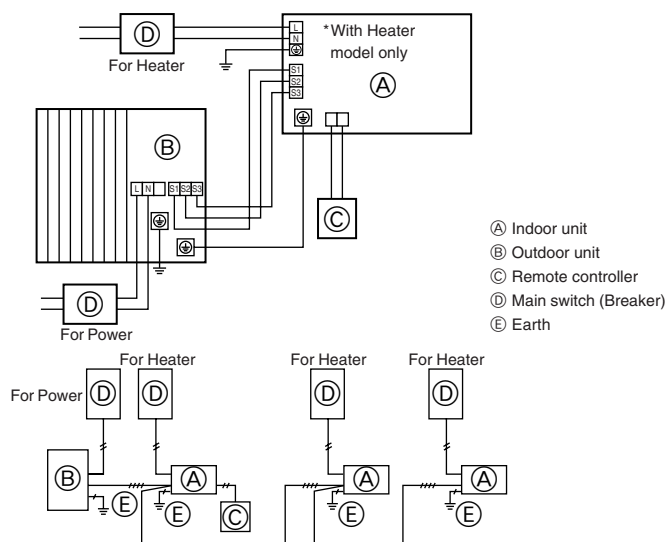 L
N
Ⓓ
For Heater
*With Heater
model only
S1
S2
S3
Ⓐ
Ⓑ
L N S1 S2 S3
Ⓒ
Ⓓ
For Power
Ⓐ Indoor unit
Ⓑ Outdoor unit
Ⓒ Remote controller
Ⓓ Main switch (Breaker)
Ⓔ Earth
For Heater
For Heater
For Heater
For Power
Ⓓ
Ⓓ
Ⓓ
Ⓓ
Ⓑ
Ⓐ
Ⓐ
Ⓐ
Ⓔ
Ⓔ
Ⓒ
Ⓔ
Ⓔ